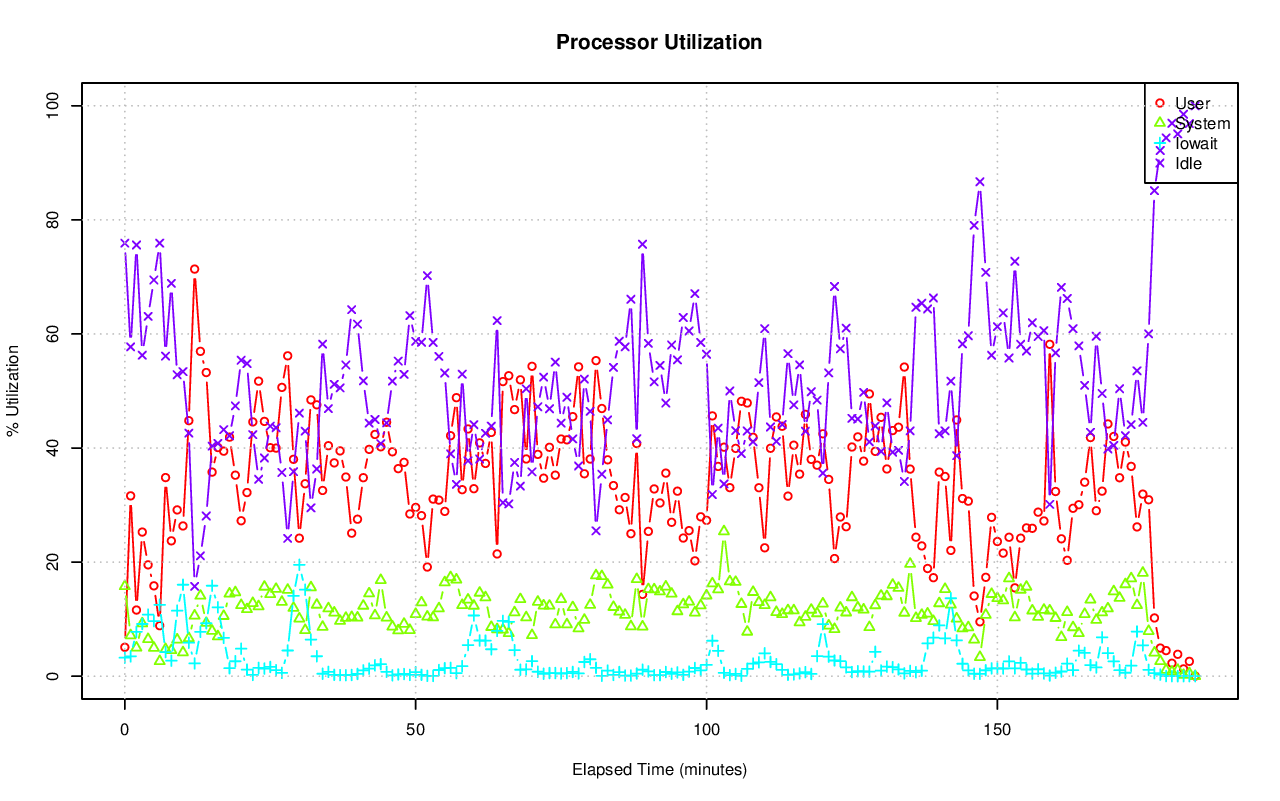 Processor Utilization
% Utilization
100
80
60
40
20
0
User
System
Iowait
Idle
0 50 100 150
Elapsed Time (minutes)